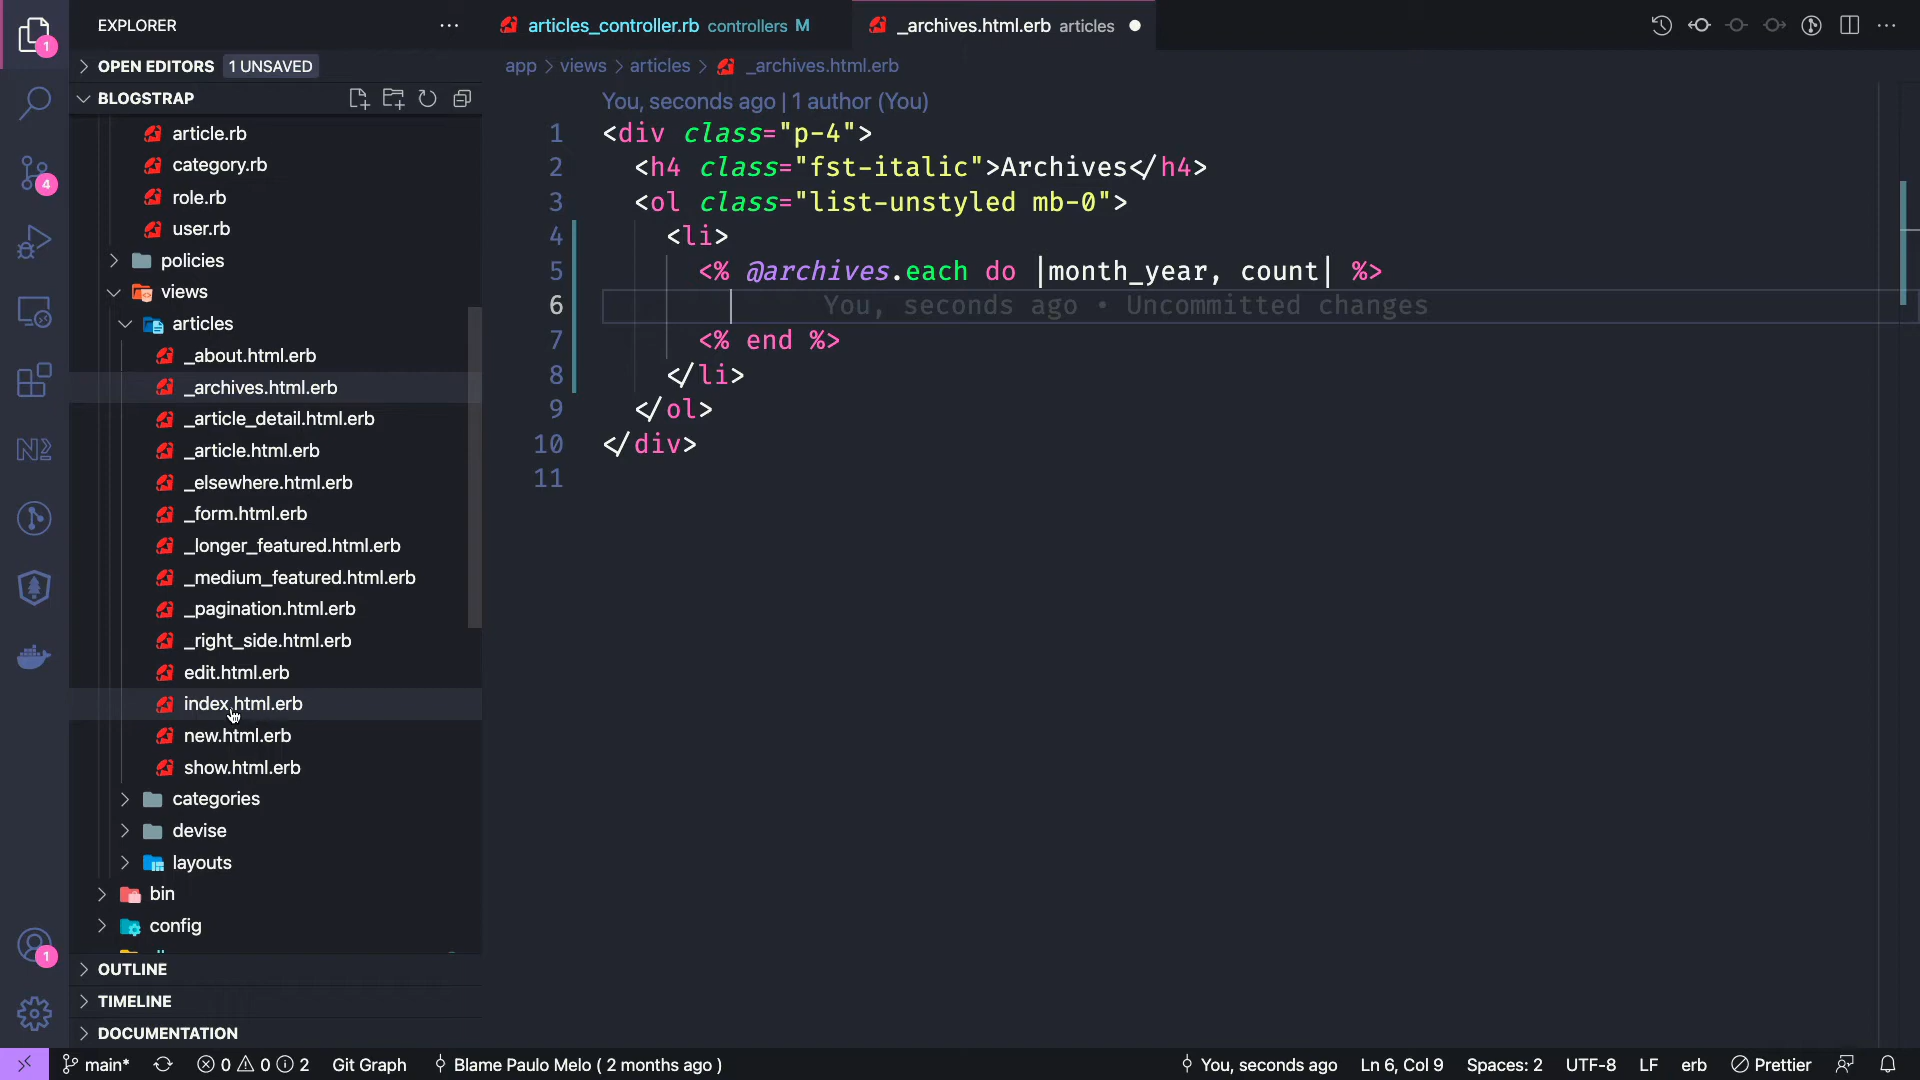 EXPLORER
OPEN EDITORS 1 UNSAVED
BLOGSTRAP
article.rb
category.rb
role.rb
user.rb
policies
views
articles
_about.html.erb
_archives.html.erb
_article_detail.html.erb
_article.html.erb
_elsewhere.html.erb
_form.html.erb
_longer_featured.html.erb
_medium_featured.html.erb
_pagination.html.erb
_right_side.html.erb
edit.html.erb
index.html.erb
new.html.erb
show.html.erb
categories
devise
layouts
bin
config
OUTLINE
TIMELINE
DOCUMENTATION
1
4
1
articles_controller.rb controllers M
_archives.html.erb articles
app > views > articles > _archives.html.erb
You, seconds ago | 1 author (You)
1 <div class="p-4">
2 <h4 class="fst-italic">Archives</h4>
3 <ol class="list-unstyled mb-0">
4 <li>
5 <% @archives.each do |month_year, count| %>
6 You, seconds ago • Uncommitted changes
7 <% end %>
8 </li>
9 </ol>
10 </div>
11
main* 0 0 2 Git Graph Blame Paulo Melo ( 2 months ago ) You, seconds ago Ln 6, Col 9 Spaces: 2 UTF-8 LF erb Prettier